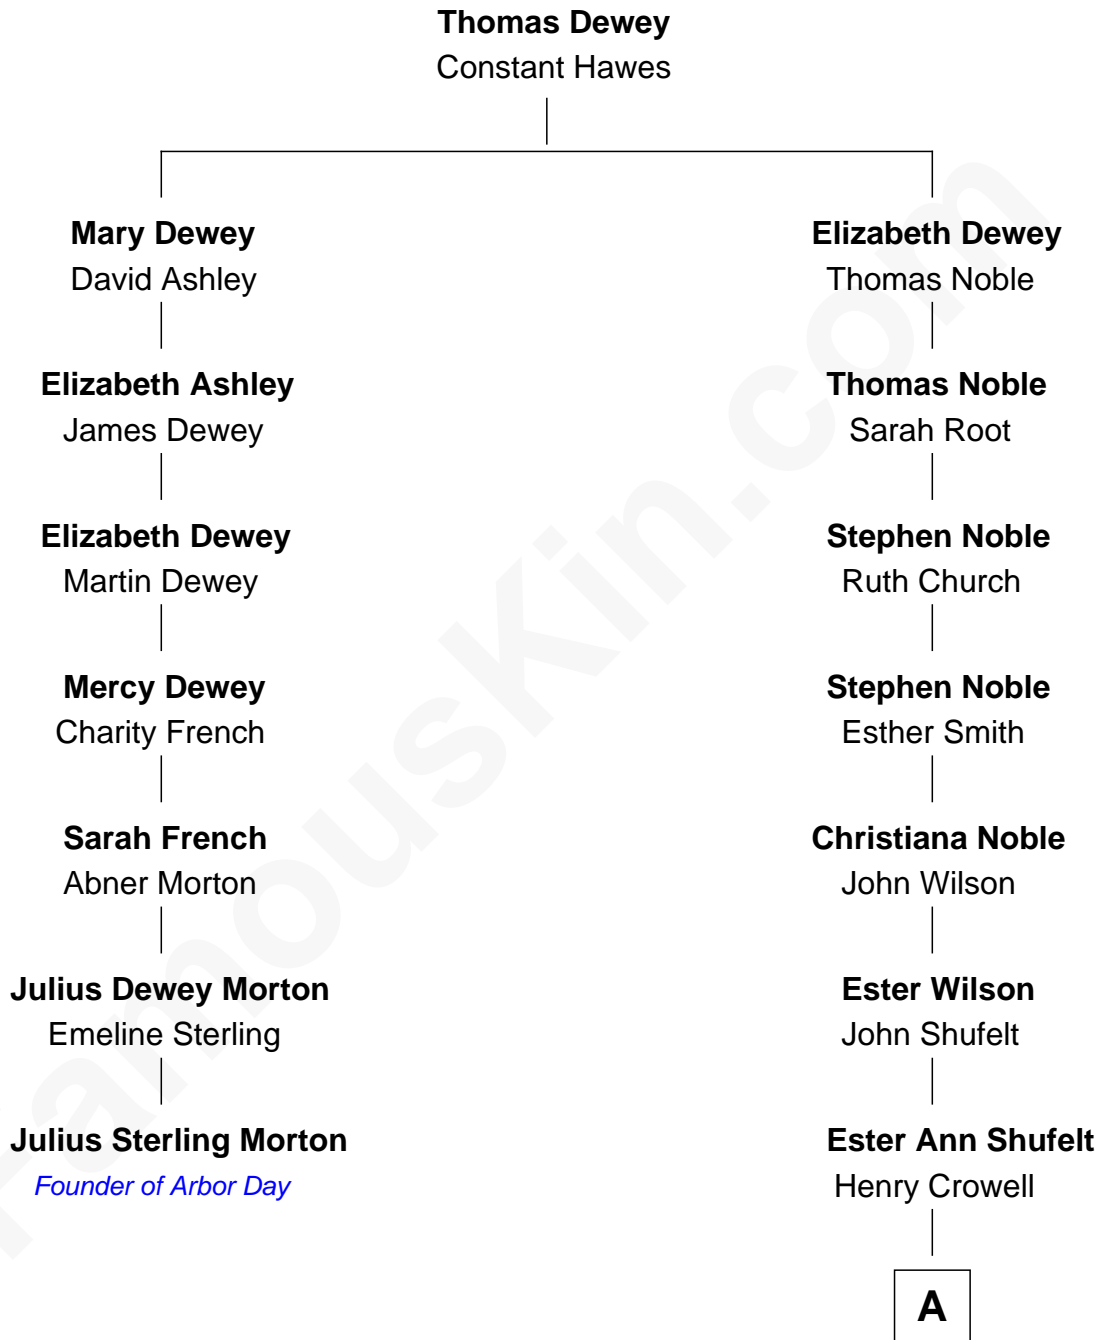 Thomas Dewey
Constant Hawes
Mary Dewey
David Ashley
Elizabeth Dewey
Thomas Noble
Elizabeth Ashley
James Dewey
Thomas Noble
Sarah Root
Elizabeth Dewey
Martin Dewey
Stephen Noble
Ruth Church
Mercy Dewey
Charity French
Stephen Noble
Esther Smith
Sarah French
Abner Morton
Christiana Noble
John Wilson
Julius Dewey Morton
Emeline Sterling
Ester Wilson
John Shufelt
Julius Sterling Morton
Founder of Arbor Day
Ester Ann Shufelt
Henry Crowell
A
FamousKin.com